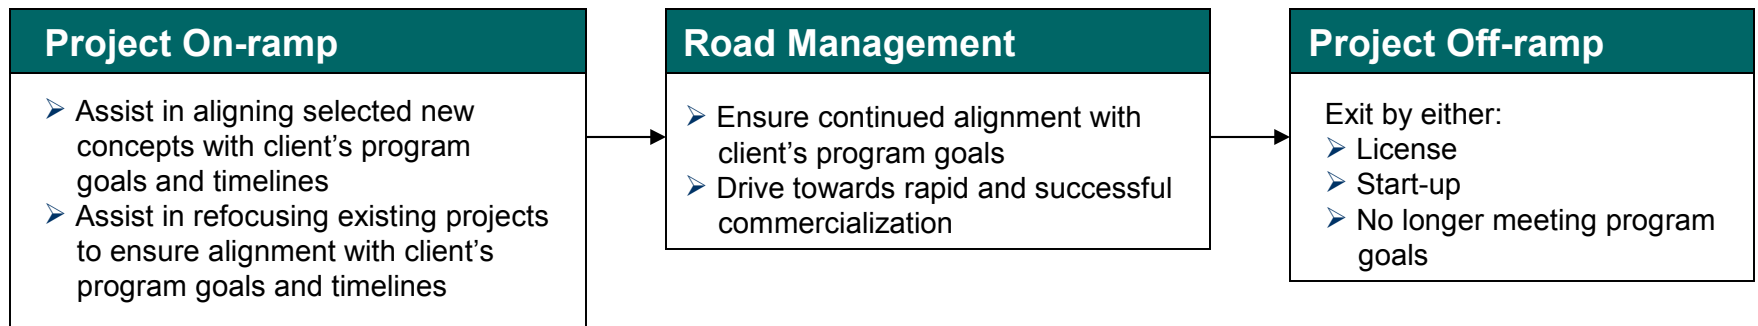 Project On-ramp
➢ Assist in aligning selected new
concepts with client’s program
goals and timelines
➢ Assist in refocusing existing projects
to ensure alignment with client’s
program goals and timelines
Road Management
➢ Ensure continued alignment with
client’s program goals
➢ Drive towards rapid and successful
commercialization
Project Off-ramp
Exit by either:
➢ License
➢ Start-up
➢ No longer meeting program
goals